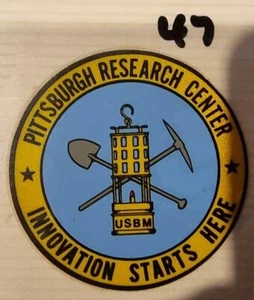 47
PITTSBURGH RESEARCH CENTER
USBM
INNOVATION STARTS HERE